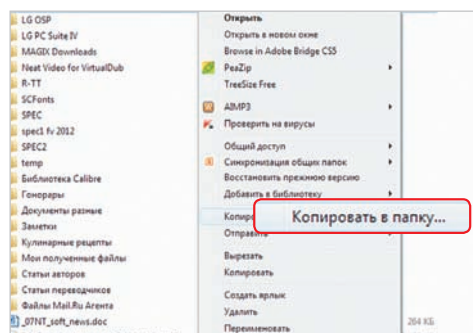 LG OSP
LG PC Suite IV
MAGIX Downloads
Neat Video for VirtualDub
R-TT
SCFonts
SPEC
spec1 fv 2012
SPEC2
temp
Библиотека Calibre
Гонорары
Документы разные
Заметки
Кулинарные рецепты
Мои полученные файлы
Статьи авторов
Статьи переводчиков
Файлы Mail.Ru Агента
_07NT_soft_news.doc
Открыть
Открыть в новом окне
Browse in Adobe Bridge CS5
PeaZip
TreeSize Free
AIMP3
Проверить на вирусы
Общий доступ
Синхронизация общих папок
Восстановить прежнюю версию
Добавить в библиотеку
Копировать в папку...
Отправить
Вырезать
Копировать
Создать ярлык
Удалить
Переименовать
264 КБ